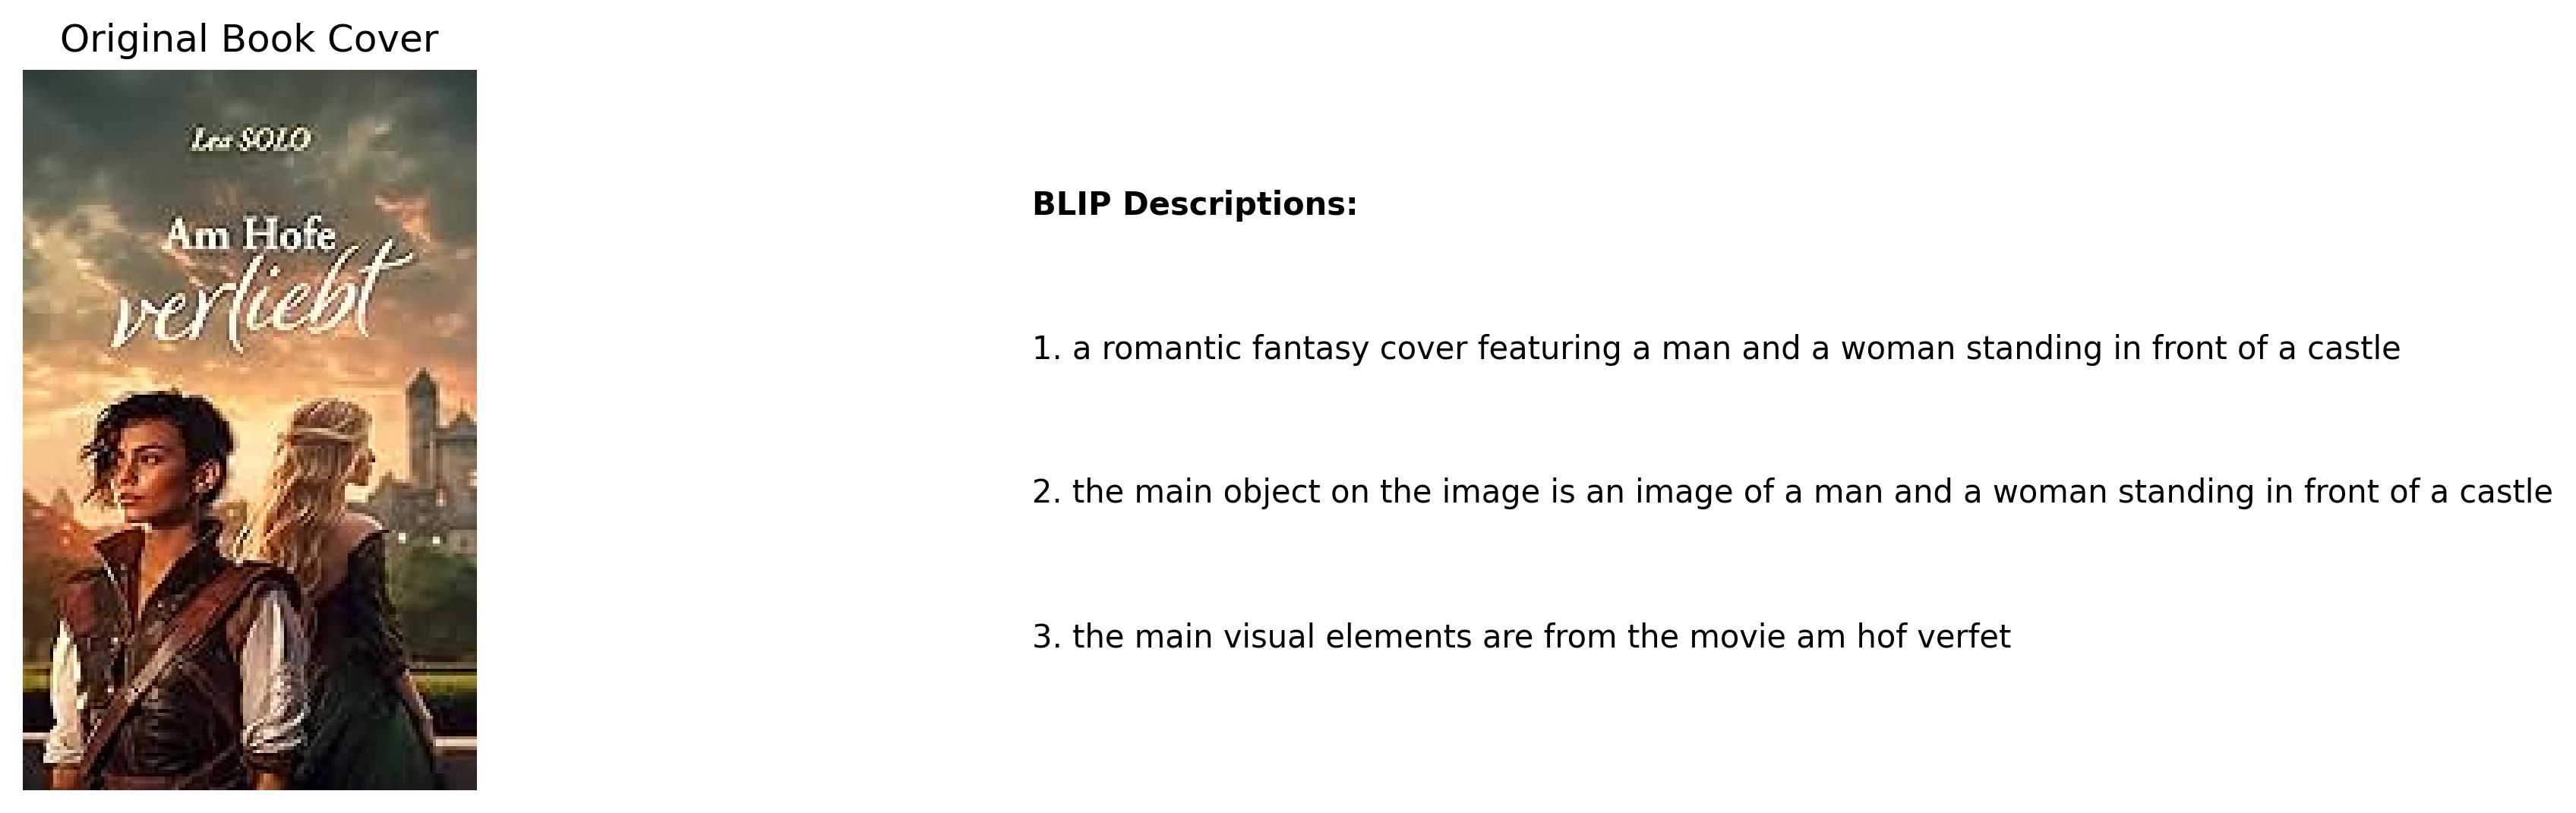 Original Book Cover
Lea SOLO
Am Hofe
verliebt
BLIP Descriptions:
1. a romantic fantasy cover featuring a man and a woman standing in front of a castle
2. the main object on the image is an image of a man and a woman standing in front of a castle
3. the main visual elements are from the movie am hof verfet